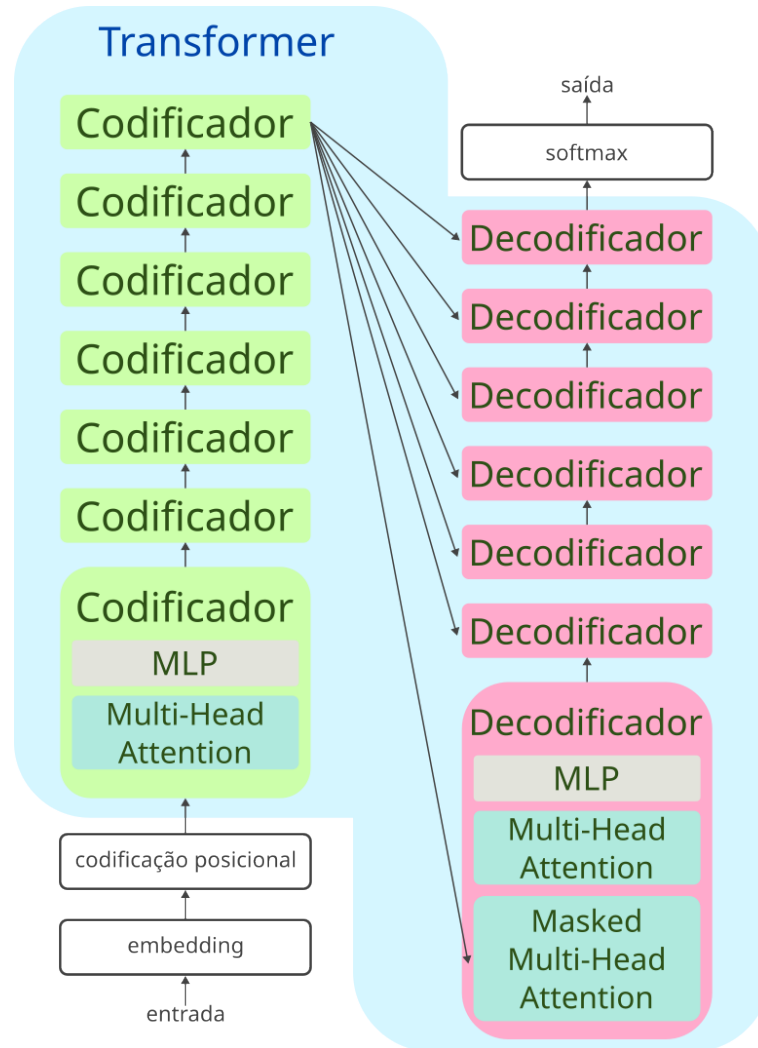 Transformer
Codificador
Codificador
Codificador
Codificador
Codificador
Codificador
Codificador
MLP
Multi-Head
Attention
codificação posicional
embedding
entrada
saída
softmax
Decodificador
Decodificador
Decodificador
Decodificador
Decodificador
Decodificador
Decodificador
MLP
Multi-Head
Attention
Masked
Multi-Head
Attention